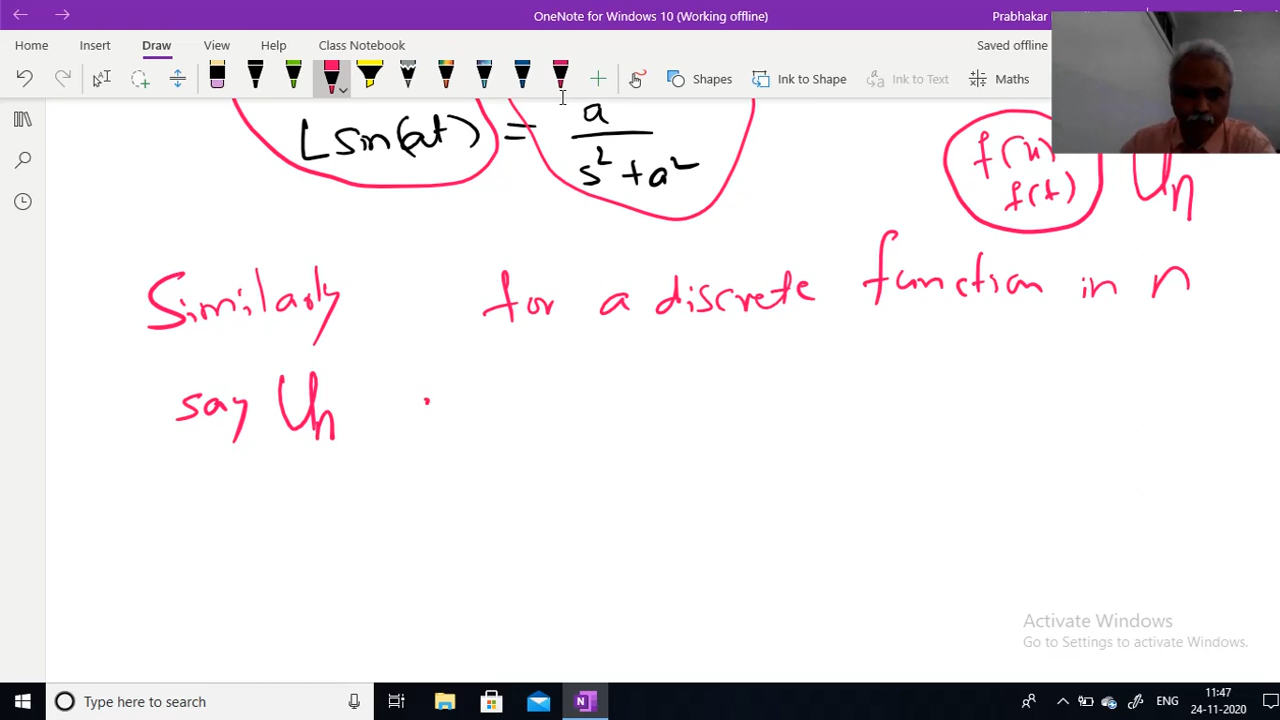 OneNote for Windows 10 (Working offline)
Prabhakar
Home Insert Draw View Help Class Notebook
Saved offline
Shapes Ink to Shape Ink to Text Maths
L sin(at) = a / s² + a²
f(x)
f(t)
Un
Similarly for a discrete function in n
say Un
Activate Windows
Go to Settings to activate Windows.
Type here to search
ENG
11:47
24-11-2020